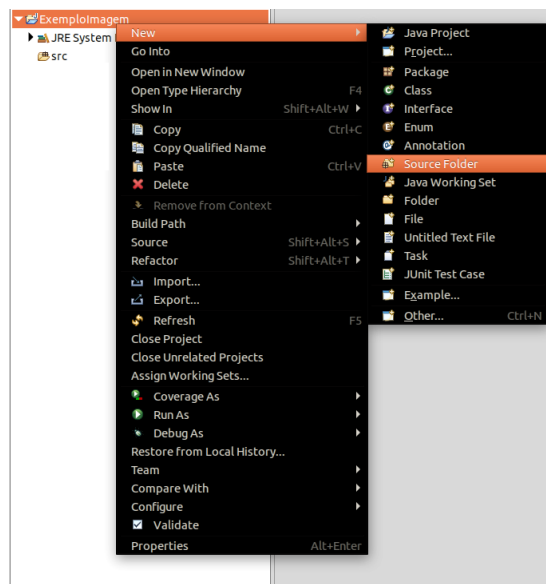 ExemploImagem
JRE System
src
New
Go Into
Open in New Window
Open Type Hierarchy F4
Show In Shift+Alt+W
Copy Ctrl+C
Copy Qualified Name
Paste Ctrl+V
Delete
Remove from Context
Build Path
Source Shift+Alt+S
Refactor Shift+Alt+T
Import...
Export...
Refresh F5
Close Project
Close Unrelated Projects
Assign Working Sets...
Coverage As
Run As
Debug As
Restore from Local History...
Team
Compare With
Configure
Validate
Properties Alt+Enter
Java Project
Project...
Package
Class
Interface
Enum
Annotation
Source Folder
Java Working Set
Folder
File
Untitled Text File
Task
JUnit Test Case
Example...
Other... Ctrl+N